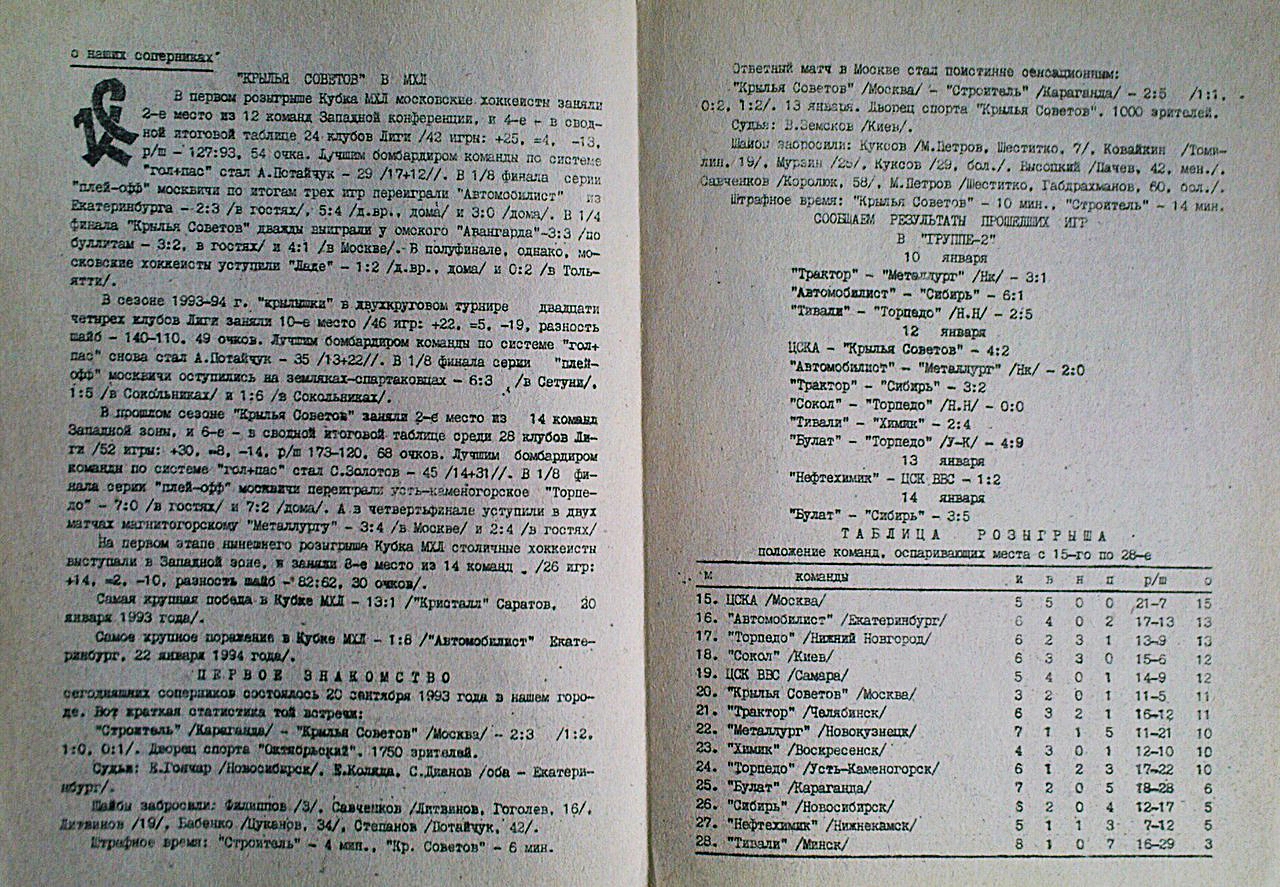 о наших соперниках
"КРЫЛЬЯ СОВЕТОВ" В МХЛ
В первом розыгрыше Кубка МХЛ московские хоккеисты заняли
2-е место из 12 команд Западной конференции, и 4-е - в свод-
ной итоговой таблице 24 клубов Лиги /42 игры: +25, =4, -13,
р/ш - 127:93, 54 очка. Лучшим бомбардиром команды по системе
"гол+пас" стал А.Потайчук - 29 /17+12//. В 1/8 финала серии
"плей-офф" москвичи по итогам трех игр переиграли "Автомобилист" из
Екатеринбурга - 2:3 /в гостях/, 5:4 /д.вр., дома/ и 3:0 /дома/. В 1/4
финала "Крылья Советов" дважды выиграли у омского "Авангарда"-3:3 /по
буллитам - 3:2, в гостях/ и 4:1 /в Москве/. В полуфинале, однако, мо-
сковские хоккеисты уступили "Ладе" - 1:2 /д.вр., дома/ и 0:2 /в Толь-
ятти/.
В сезоне 1993-94 г. "крылышки" в двухкруговом турнире двадцати
четырех клубов Лиги заняли 10-е место /46 игр: +22, =5, -19, разность
шайб - 140-110, 49 очков. Лучшим бомбардиром команды по системе "гол+
пас" снова стал А.Потайчук - 35 /13+22//. В 1/8 финала серии "плей-
офф" москвичи оступились на земляках-спартаковцах - 6:3 /в Сетуни/,
1:5 /в Сокольниках/ и 1:6 /в Сокольниках/.
В прошлом сезоне "Крылья Советов" заняли 2-е место из 14 команд
Западной зоны, и 6-е - в сводной итоговой таблице среди 28 клубов Ли-
ги /52 игры: +30, =8, -14, р/ш 173-120, 68 очков. Лучшим бомбардиром
команды по системе "гол+пас" стал С.Золотов - 45 /14+31//. В 1/8 фи-
нала серии "плей-офф" москвичи переиграли усть-каменогорское "Торпе-
до" - 7:0 /в гостях/ и 7:2 /дома/. А в четвертьфинале уступили в двух
матчах магнитогорскому "Металлургу" - 3:4 /в Москве/ и 2:4 /в гостях/
На первом этапе нынешнего розыгрыша Кубка МХЛ столичные хоккеисты
выступали в Западной зоне, и заняли 8-е место из 14 команд /26 игр:
+14, =2, -10, разность шайб - 82:62, 30 очков/.
Самая крупная победа в Кубке МХЛ - 13:1 /"Кристалл" Саратов, 20
января 1993 года/.
Самое крупное поражение в Кубке МХЛ - 1:8 /"Автомобилист" Екате-
ринбург, 22 января 1994 года/.
ПЕРВОЕ ЗНАКОМСТВО
сегодняшних соперников состоялось 20 сентября 1993 года в нашем горо-
де. Вот краткая статистика той встречи:
"Строитель" /Караганда/ - "Крылья Советов" /Москва/ - 2:3 /1:2,
1:0, 0:1/. Дворец спорта "Октябрьский". 1750 зрителей.
Судьи: Е.Гончар /Новосибирск/, Е.Коляда, С.Дианов /оба - Екатерин-
нбург/.
Шайбы забросили: Филиппов /3/, Савченков /Литвинов, Гоголев, 16/,
Литвинов /19/, Бабенко /Цуканов, 34/, Степанов /Потайчук, 42/.
Штрафное время: "Строитель" - 4 мин., "Кр. Советов" - 6 мин.
Ответный матч в Москве стал поистинне сенсационным:
"Крылья Советов" /Москва/ - "Строитель" /Караганда/ - 2:5 /1:1,
0:2, 1:2/. 13 января. Дворец спорта "Крылья Советов". 1000 зрителей.
Судья: В.Земсков /Киев/.
Шайбы забросили: Куксов /М.Петров, Шеститко, 7/, Ковайкин /Томи-
лин, 19/, Мурзин /25/, Куксов /29, бол./, Высоцкий /Пачев, 42, мен./,
Савченков /Королюк, 58/, М.Петров /Шеститко, Габдрахманов, 60, бол./.
Штрафное время: "Крылья Советов" - 10 мин., "Строитель" - 14 мин.
СООБЩАЕМ РЕЗУЛЬТАТЫ ПРОШЕДШИХ ИГР
В "ГРУППЕ-2"
10 января
"Трактор" - "Металлург" /Нк/ - 3:1
"Автомобилист" - "Сибирь" - 6:1
"Тивали" - "Торпедо" /Н.Н/ - 2:5
12 января
ЦСКА - "Крылья Советов" - 4:2
"Автомобилист" - "Металлург" /Нк/ - 2:0
"Трактор" - "Сибирь" - 3:2
"Сокол" - "Торпедо" /Н.Н/ - 0:0
"Тивали" - "Химик" - 2:4
"Булат" - "Торпедо" /У-К/ - 4:9
13 января
"Нефтехимик" - ЦСК ВВС - 1:2
14 января
"Булат" - "Сибирь" - 3:5
ТАБЛИЦА РОЗЫГРЫША
положение команд, оспаривающих места с 15-го по 28-е
М команды И В Н П р/ш О
15. ЦСКА /Москва/ 5 5 0 0 21-7 15
16. "Автомобилист" /Екатеринбург/ 6 4 0 2 17-13 13
17. "Торпедо" /Нижний Новгород/ 6 2 3 1 13-9 13
18. "Сокол" /Киев/ 6 3 3 0 15-6 12
19. ЦСК ВВС /Самара/ 5 4 0 1 14-9 12
20. "Крылья Советов" /Москва/ 3 2 0 1 11-5 11
21. "Трактор" /Челябинск/ 6 3 2 1 16-12 11
22. "Металлург" /Новокузнецк/ 7 1 1 5 11-21 10
23. "Химик" /Воскресенск/ 4 3 0 1 12-10 10
24. "Торпедо" /Усть-Каменогорск/ 6 1 2 3 17-22 10
25. "Булат" /Караганда/ 7 2 0 5 18-28 6
26. "Сибирь" /Новосибирск/ 6 2 0 4 12-17 5
27. "Нефтехимик" /Нижнекамск/ 5 1 1 3 7-12 5
28. "Тивали" /Минск/ 8 1 0 7 16-29 3